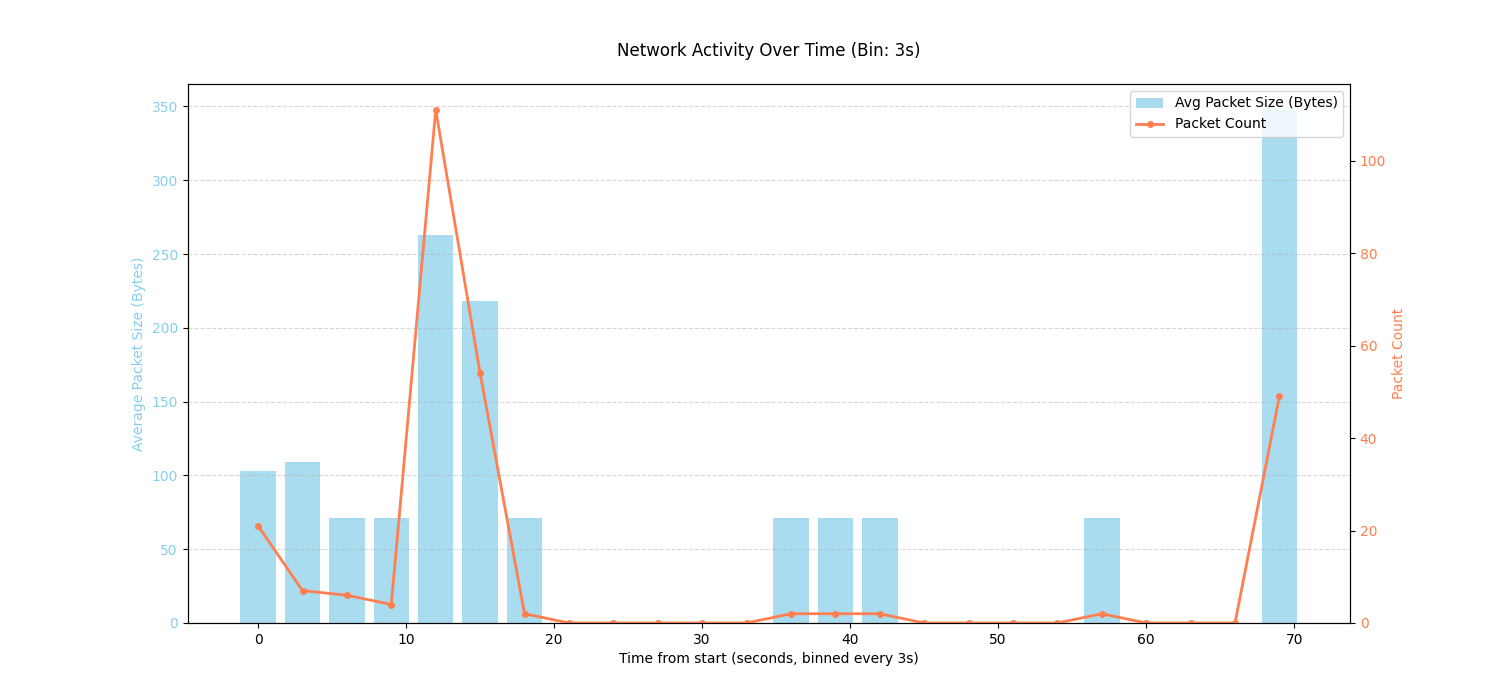 Network Activity Over Time (Bin: 3s)
Avg Packet Size (Bytes)
Packet Count
Average Packet Size (Bytes)
350
300
250
200
150
100
50
0
100
80
60
40
20
0
Packet Count
0 10 20 30 40 50 60 70
Time from start (seconds, binned every 3s)